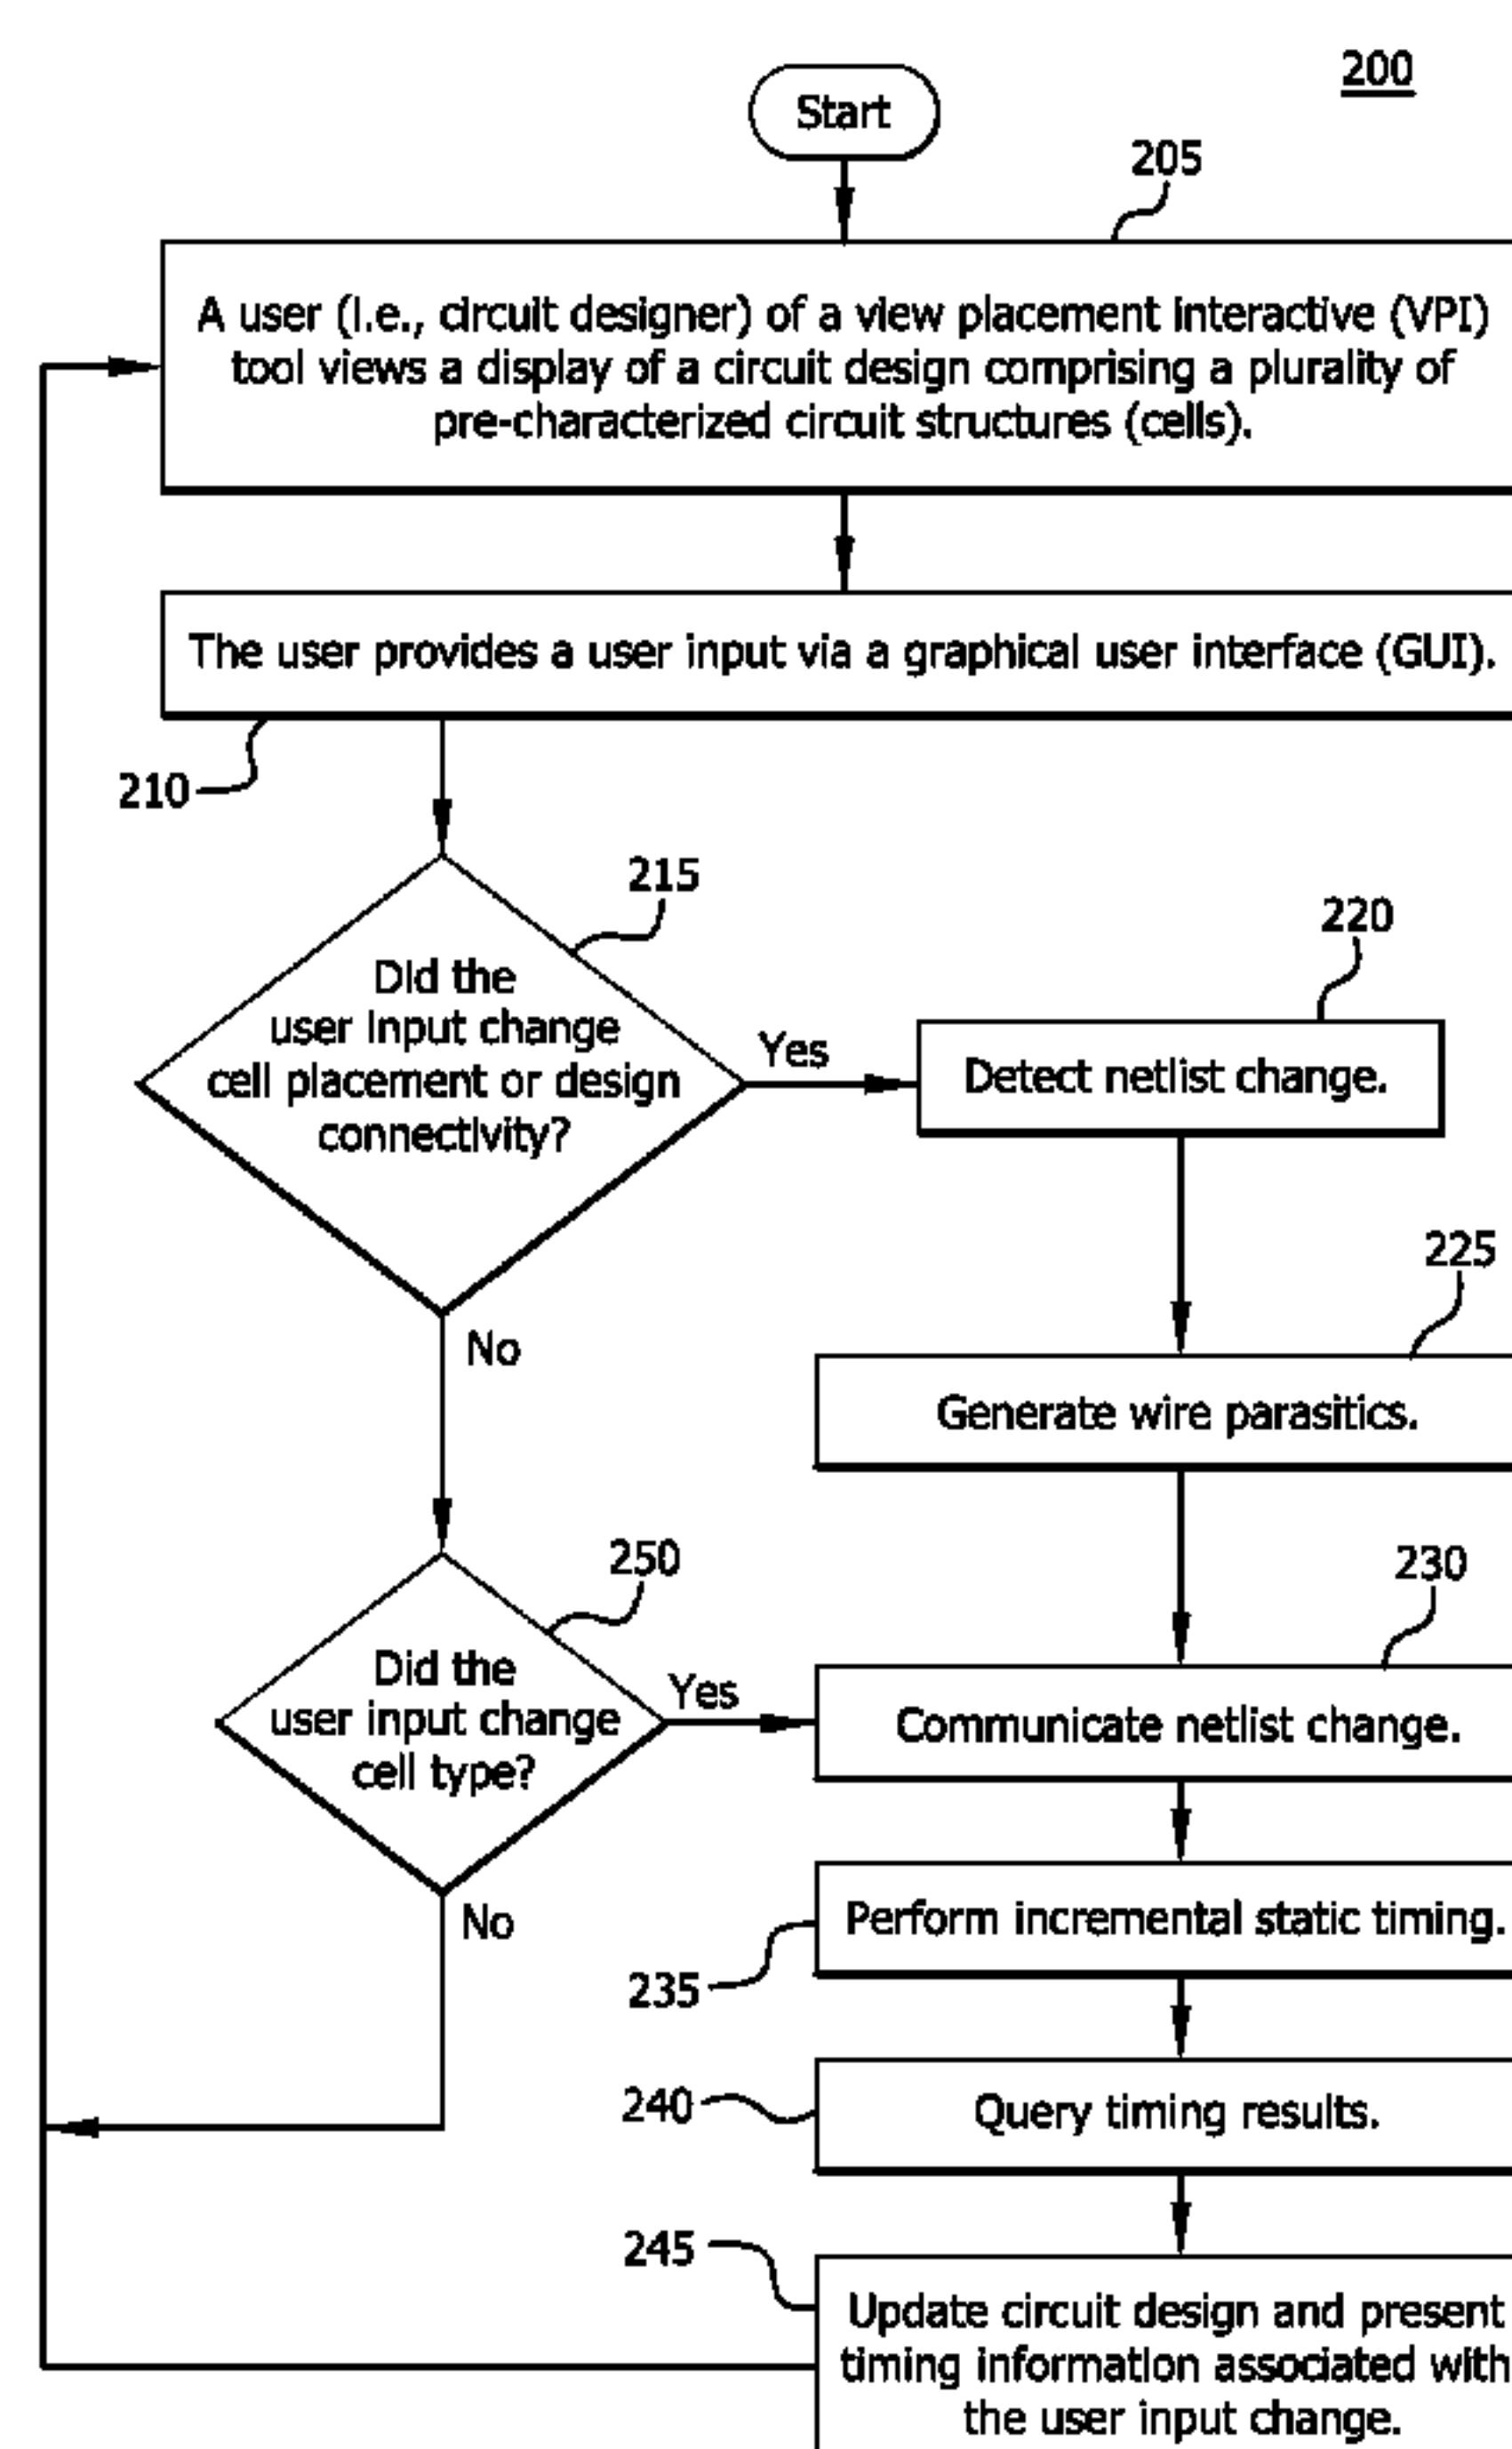 200
Start
205
A user (i.e., circuit designer) of a view placement interactive (VPI)
tool views a display of a circuit design comprising a plurality of
pre-characterized circuit structures (cells).
The user provides a user input via a graphical user interface (GUI).
210
215
Did the
user input change
cell placement or design
connectivity?
Yes
220
Detect netlist change.
No
225
Generate wire parasitics.
250
Did the
user input change
cell type?
Yes
230
Communicate netlist change.
No
Perform incremental static timing.
235
240
Query timing results.
245
Update circuit design and present
timing information associated with
the user input change.